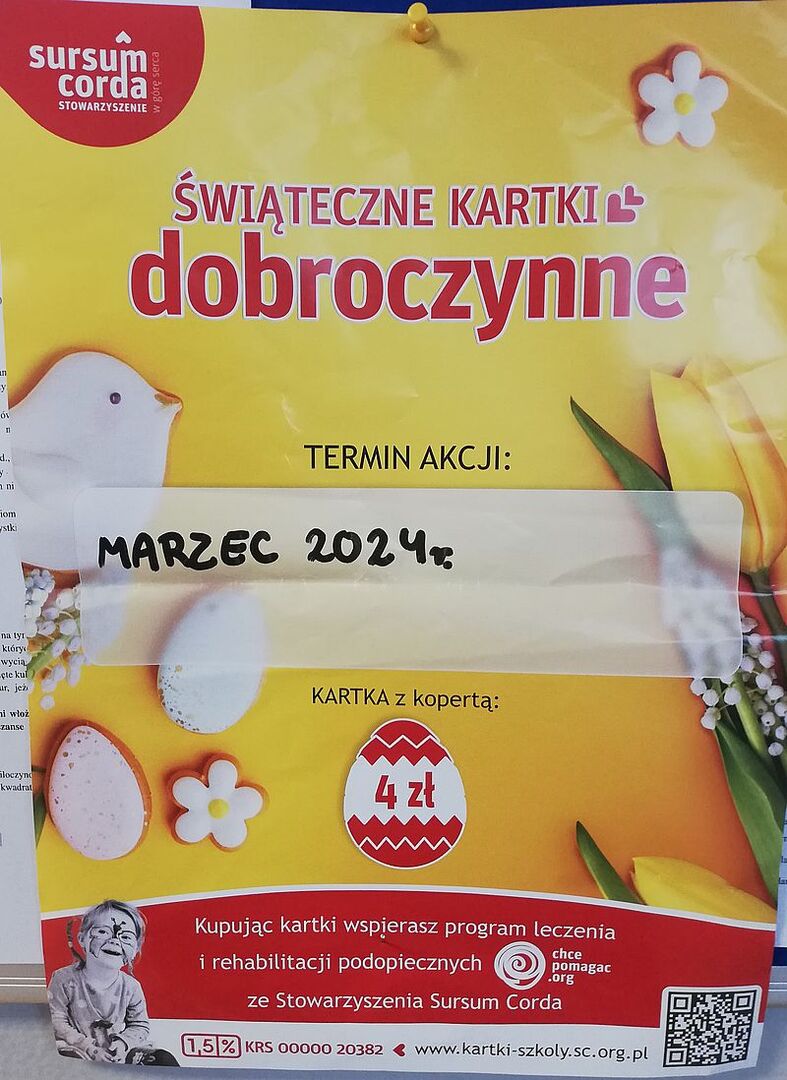 sursum
corda
STOWARZYSZENIE
w górę serca
ŚWIĄTECZNE KARTKI
dobroczynne
TERMIN AKCJI:
MARZEC 2024r.
KARTKA z kopertą:
4 zł
Kupując kartki wspierasz program leczenia
i rehabilitacji podopiecznych chce pomagac .org
ze Stowarzyszenia Sursum Corda
1,5% KRS 00000 20382 www.kartki-szkoly.sc.org.pl